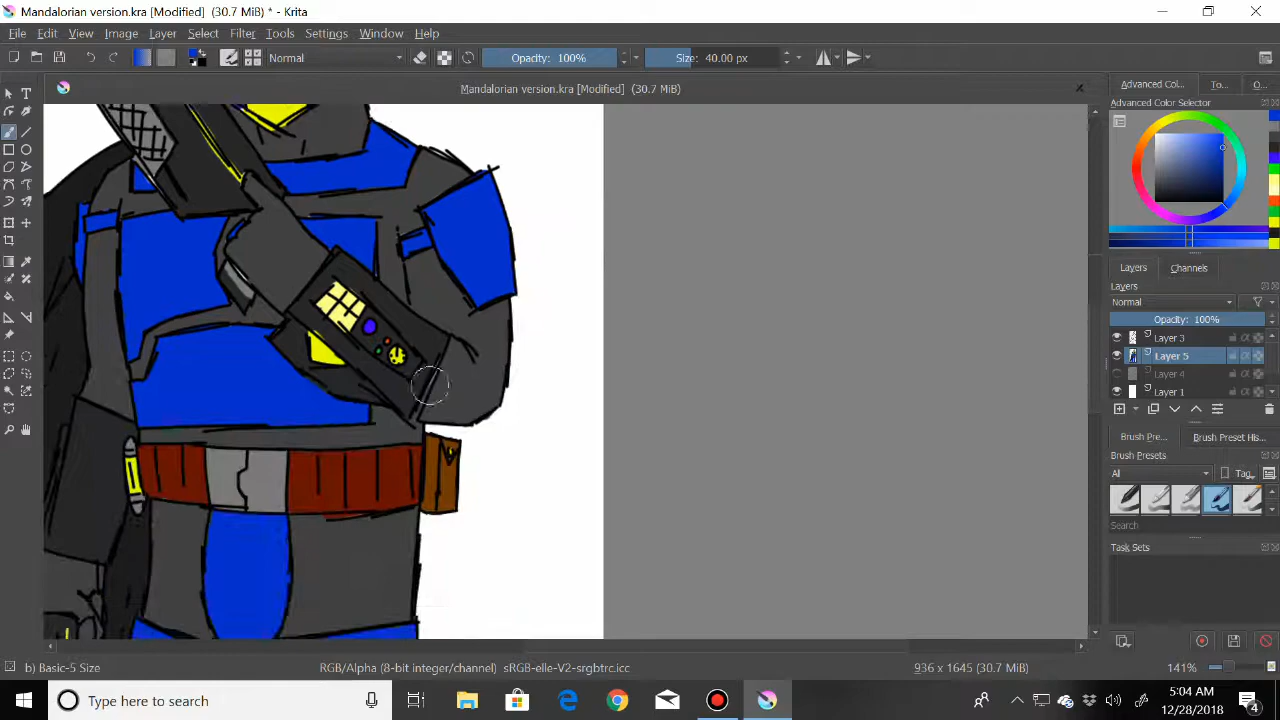 Mandalorian version.kra [Modified]  (30.7 MiB) * - Krita
File Edit View Image Layer Select Filter Tools Settings Window Help
Normal Opacity: 100% Size: 40.00 px
Mandalorian version.kra [Modified]  (30.7 MiB)
Advanced Col... To... O...
Advanced Color Selector
Layers Channels
Layers
Normal
Opacity: 100%
Layer 3
Layer 5
Layer 4
Layer 1
Brush Pre... Brush Preset His...
Brush Presets
All Tag
Search
Task Sets
b) Basic-5 Size RGB/Alpha (8-bit integer/channel)  sRGB-elle-V2-srgbtrc.icc 936 x 1645 (30.7 MiB) 141%
Type here to search
5:04 AM
12/28/2018
4